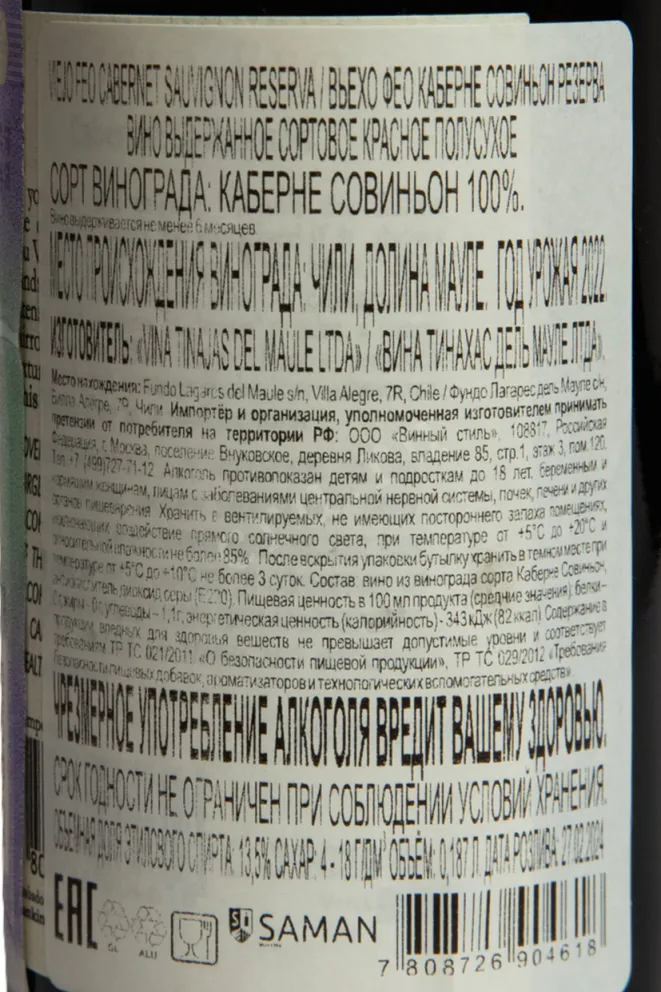 VIEJO FEO CABERNET SAUVIGNON RESERVA / ВЬЕХО ФЕО КАБЕРНЕ СОВИНЬОН РЕЗЕРВА
ВИНО ВЫДЕРЖАННОЕ СОРТОВОЕ КРАСНОЕ ПОЛУСУХОЕ
СОРТ ВИНОГРАДА: КАБЕРНЕ СОВИНЬОН 100%.
Вино выдерживается не менее 6 месяцев
МЕСТО ПРОИСХОЖДЕНИЯ ВИНОГРАДА: ЧИЛИ, ДОЛИНА МАУЛЕ. ГОД УРОЖАЯ 2022
ИЗГОТОВИТЕЛЬ: «VINA TINAJAS DEL MAULE LTDA» / «ВИНА ТИНАХАС ДЕЛЬ МАУЛЕ ЛТДА».
Место нахождения: Fundo Lagares del Maule s/n, Villa Alegre, 7R, Chile / Фундо Лагарес дель Мауле с/н,
Вилла Алегре, 7Р, Чили Импортёр и организация, уполномоченная изготовителем принимать
претензии от потребителя на территории РФ: ООО «Винный стиль», 108817, Российская
Федерация, г. Москва, поселение Внуковское, деревня Ликова, владение 85, стр.1, этаж 3, пом.120.
Тел.+7 (499)727-71-12 Алкоголь противопоказан детям и подросткам до 18 лет, беременным и
кормящим женщинам, лицам с заболеваниями центральной нервной системы, почек, печени и других
органов пищеварения Хранить в вентилируемых, не имеющих постороннего запаха помещениях,
исключающих воздействие прямого солнечного света, при температуре от +5°С до +20°С и
относительной влажности не более 85% После вскрытия упаковки бутылку хранить в темном месте при
температуре от +5°С до +10°С не более 3 суток. Состав: вино из винограда сорта Каберне Совиньон,
антиокислитель диоксид серы (Е220). Пищевая ценность в 100 мл продукта (средние значения): белки –
0 г, жиры - 0 г, углеводы – 1,1 г, энергетическая ценность (калорийность) - 343 кДж (82 ккал) Содержание в
продукции вредных для здоровья веществ не превышает допустимые уровни и соответствует
требованиям ТР ТС 021/2011 «О безопасности пищевой продукции», ТР ТС 029/2012 «Требования
безопасности пищевых добавок, ароматизаторов и технологических вспомогательных средств»
ЧРЕЗМЕРНОЕ УПОТРЕБЛЕНИЕ АЛКОГОЛЯ ВРЕДИТ ВАШЕМУ ЗДОРОВЬЮ.
СРОК ГОДНОСТИ НЕ ОГРАНИЧЕН ПРИ СОБЛЮДЕНИИ УСЛОВИЙ ХРАНЕНИЯ.
ОБЪЕМНАЯ ДОЛЯ ЭТИЛОВОГО СПИРТА: 13,5% САХАР: 4 - 18 Г/ДМ³ ОБЪЁМ: 0,187 Л. ДАТА РОЗЛИВА: 27.02.2024
EAC
GL
ALU
SAMAN
7 808726 904618